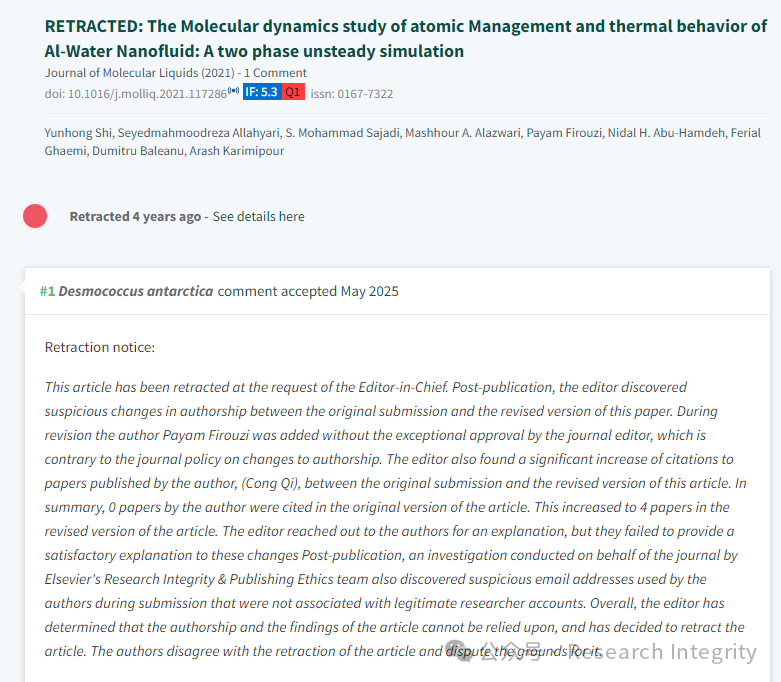 RETRACTED: The Molecular dynamics study of atomic Management and thermal behavior of
Al-Water Nanofluid: A two phase unsteady simulation
Journal of Molecular Liquids (2021) - 1 Comment
doi: 10.1016/j.molliq.2021.117286 IF: 5.3 Q1 issn: 0167-7322
Yunhong Shi, Seyedmahmoodreza Allahyari, S. Mohammad Sajadi, Mashhour A. Alazwari, Payam Firouzi, Nidal H. Abu-Hamdeh, Ferial
Ghaemi, Dumitru Baleanu, Arash Karimipour
Retracted 4 years ago - See details here
#1 Desmococcus antarctica comment accepted May 2025
Retraction notice:
This article has been retracted at the request of the Editor-in-Chief. Post-publication, the editor discovered
suspicious changes in authorship between the original submission and the revised version of this paper. During
revision the author Payam Firouzi was added without the exceptional approval by the journal editor, which is
contrary to the journal policy on changes to authorship. The editor also found a significant increase of citations to
papers published by the author, (Cong Qi), between the original submission and the revised version of this article. In
summary, 0 papers by the author were cited in the original version of the article. This increased to 4 papers in the
revised version of the article. The editor reached out to the authors for an explanation, but they failed to provide a
satisfactory explanation to these changes Post-publication, an investigation conducted on behalf of the journal by
Elsevier's Research Integrity & Publishing Ethics team also discovered suspicious email addresses used by the
authors during submission that were not associated with legitimate researcher accounts. Overall, the editor has
determined that the authorship and the findings of the article cannot be relied upon, and has decided to retract the
article. The authors disagree with the retraction of the article and dispute the grounds for it.
公众号 · Research Integrity